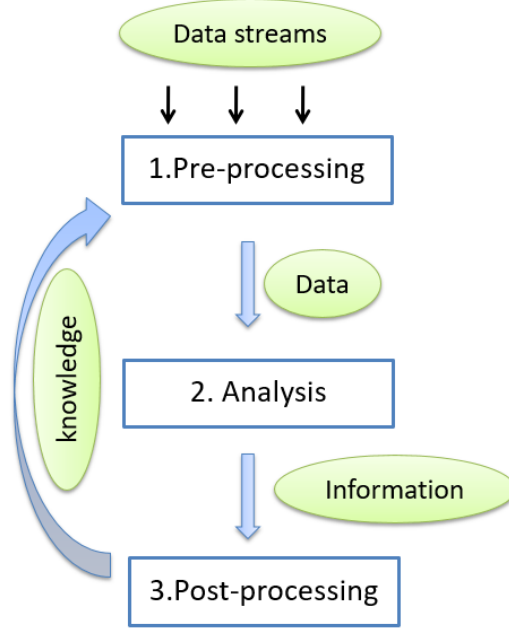 Data streams
1.Pre-processing
Data
knowledge
2. Analysis
Information
3.Post-processing